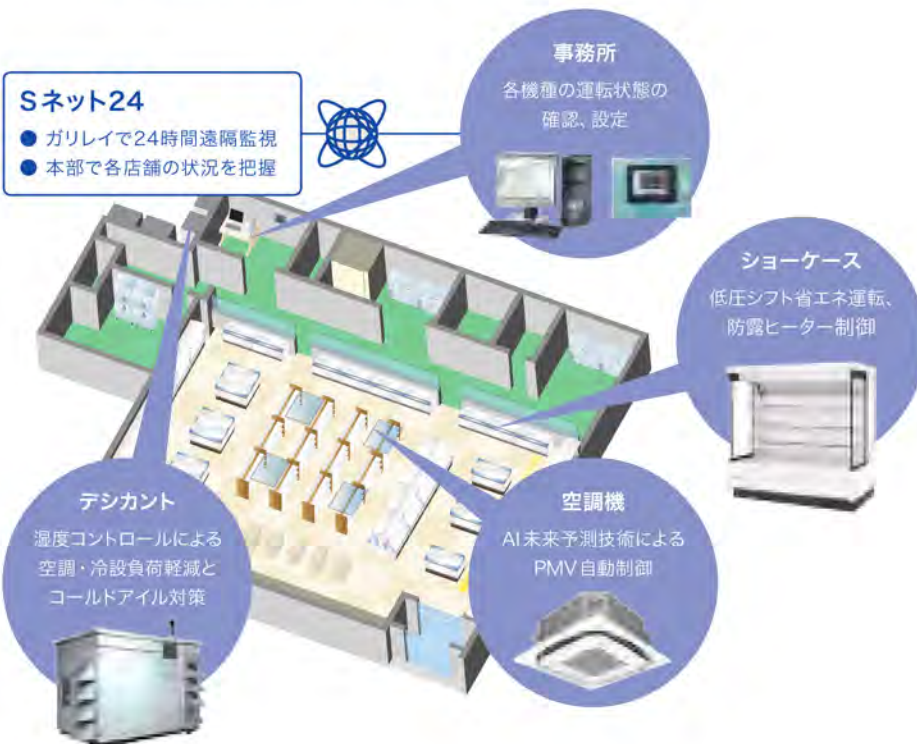 Sネット24
● ガリレイで24時間遠隔監視
● 本部で各店舗の状況を把握
事務所
各機種の運転状態の
確認、設定
ショーケース
低圧シフト省エネ運転、
防露ヒーター制御
デシカント
湿度コントロールによる
空調・冷設負荷軽減と
コールドアイル対策
空調機
AI未来予測技術による
PMV自動制御